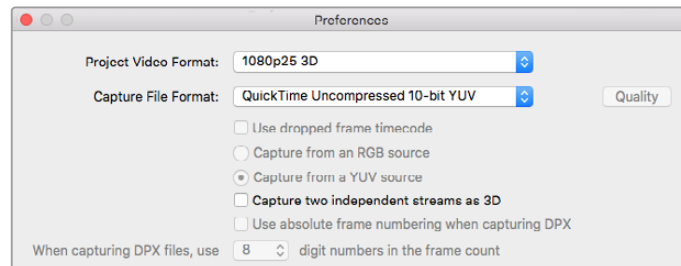 Preferences
Project Video Format: 1080p25 3D
Capture File Format: QuickTime Uncompressed 10-bit YUV Quality
Use dropped frame timecode
Capture from an RGB source
Capture from a YUV source
Capture two independent streams as 3D
Use absolute frame numbering when capturing DPX
When capturing DPX files, use 8 digit numbers in the frame count